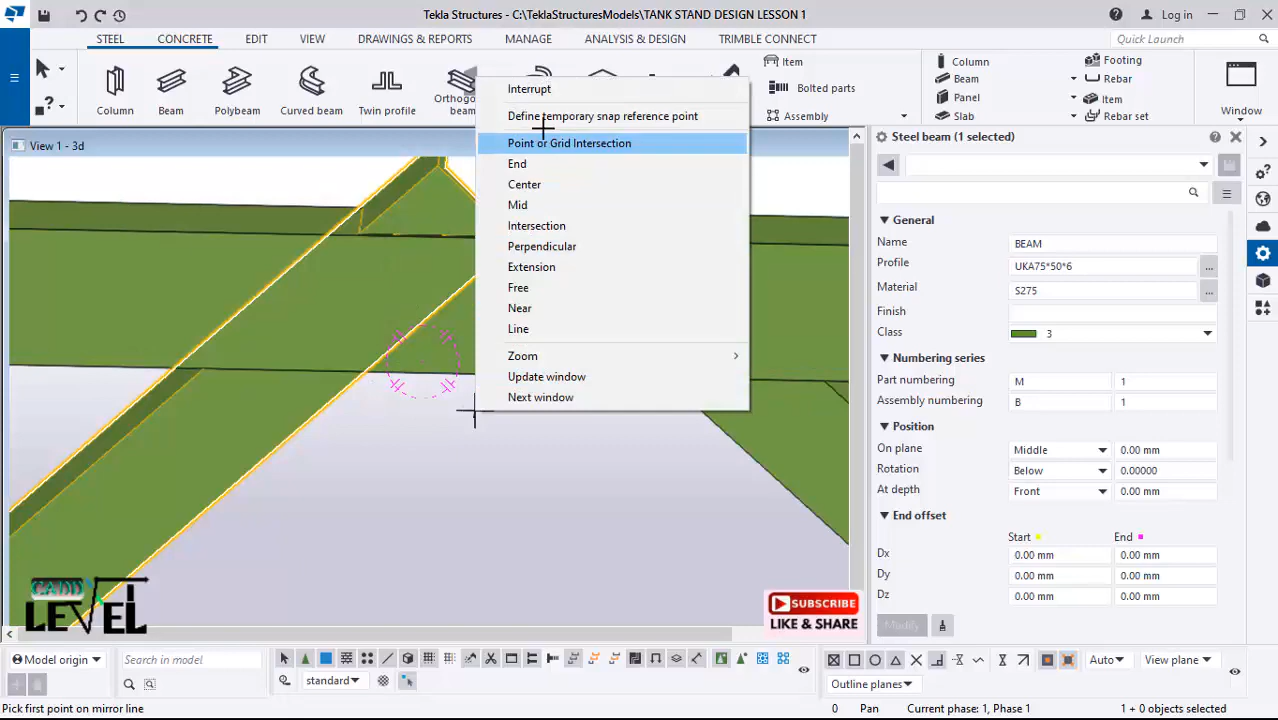 Tekla Structures - C:\TeklaStructuresModels\TANK STAND DESIGN LESSON 1
Log in
STEEL
CONCRETE
EDIT
VIEW
DRAWINGS & REPORTS
MANAGE
ANALYSIS & DESIGN
TRIMBLE CONNECT
Quick Launch
Column
Beam
Polybeam
Curved beam
Twin profile
Orthogo
beam
Item
Bolted parts
Assembly
Column
Beam
Panel
Slab
Footing
Rebar
Item
Rebar set
Window
View 1 - 3d
Interrupt
Define temporary snap reference point
Point or Grid Intersection
End
Center
Mid
Intersection
Perpendicular
Extension
Free
Near
Line
Zoom
Update window
Next window
Steel beam (1 selected)
General
Name BEAM
Profile UKA75*50*6 ...
Material S275 ...
Finish
Class 3
Numbering series
Part numbering M 1
Assembly numbering B 1
Position
On plane Middle 0.00 mm
Rotation Below 0.00000
At depth Front 0.00 mm
End offset
Start End
Dx 0.00 mm 0.00 mm
Dy 0.00 mm 0.00 mm
Dz 0.00 mm 0.00 mm
Modify
CADD
LEVEL
SUBSCRIBE
LIKE & SHARE
Model origin
Search in model
standard
Auto
View plane
Outline planes
Pick first point on mirror line
0 Pan Current phase: 1, Phase 1 1 + 0 objects selected